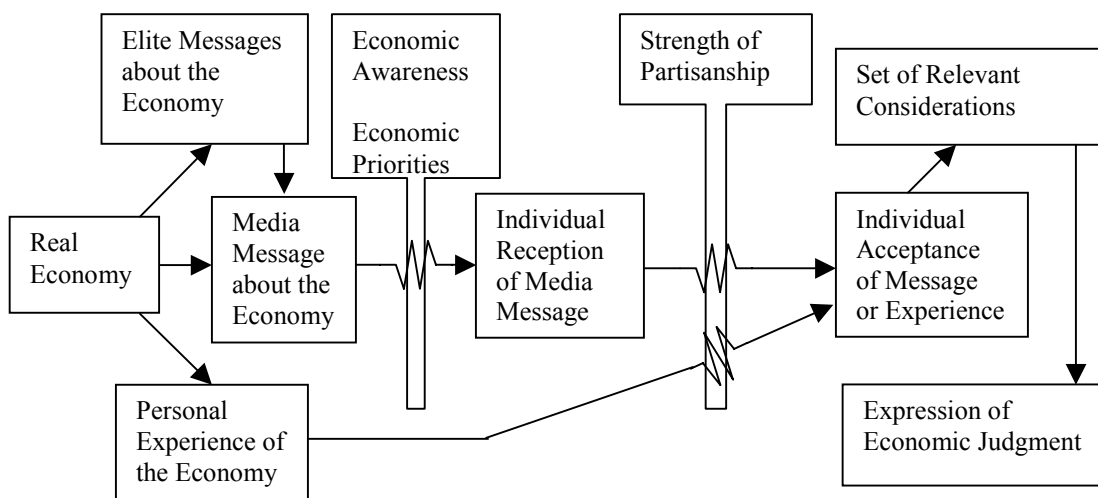 Elite Messages
about the
Economy
Economic
Awareness
Economic
Priorities
Strength of
Partisanship
Set of Relevant
Considerations
Real
Economy
Media
Message
about the
Economy
Individual
Reception
of Media
Message
Individual
Acceptance
of Message
or Experience
Personal
Experience of
the Economy
Expression of
Economic Judgment